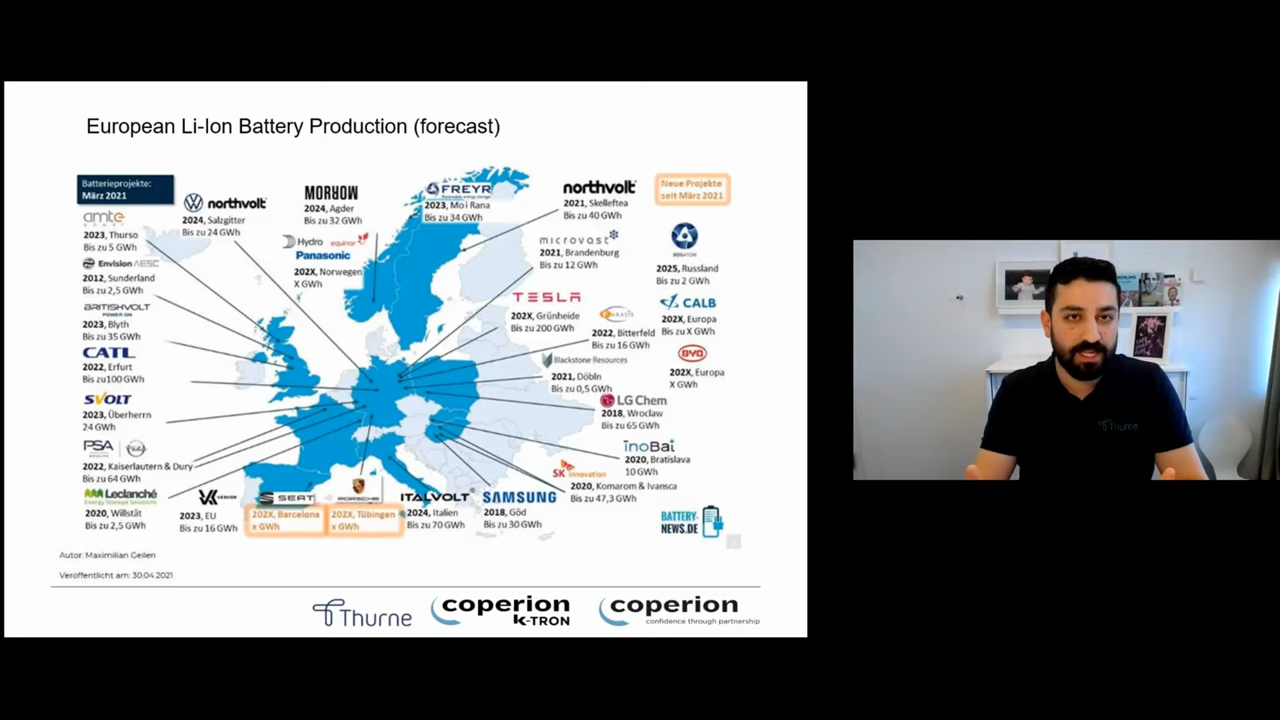 European Li-Ion Battery Production (forecast)
Batterieprojekte:
März 2021
amte
POWER
2023, Thurso
Bis zu 5 GWh
Envision AESC
2012, Sunderland
Bis zu 2,5 GWh
BRITISHVOLT
POWER ON
2023, Blyth
Bis zu 35 GWh
CATL
2022, Erfurt
Bis zu100 GWh
SVOLT
2023, Überherrn
24 GWh
PSA
GROUPE
2022, Kaiserlautern & Dury
Bis zu 64 GWh
Leclanché
Energy Storage Solutions
2020, Willstät
Bis zu 2,5 GWh
northvolt
2024, Salzgitter
Bis zu 24 GWh
MORROW
2024, Agder
Bis zu 32 GWh
Hydro
equinor
Panasonic
202X, Norwegen
X GWh
FREYR
2023, Mo i Rana
Bis zu 34 GWh
northvolt
2021, Skelleftea
Bis zu 40 GWh
microvast
2021, Brandenburg
Bis zu 12 GWh
TESLA
202X, Grünheide
Bis zu 200 GWh
FARASIS
2022, Bitterfeld
Bis zu 16 GWh
Blackstone Resources
2021, Döbln
Bis zu 0,5 GWh
LG Chem
2018, Wroclaw
Bis zu 65 GWh
inoBat
2020, Bratislava
10 GWh
SK innovation
2020, Komarom & Ivansca
Bis zu 47,3 GWh
Neue Projekte
seit März 2021
ROSATOM
2025, Russland
Bis zu 2 GWh
CALB
202X, Europa
Bis zu X GWh
BYD
202X, Europa
X GWh
VERKOR
2023, EU
Bis zu 16 GWh
SEAT
202X, Barcelona
x GWh
PORSCHE
202X, Tübingen
x GWh
ITALVOLT
2024, Italien
Bis zu 70 GWh
SAMSUNG
2018, Göd
Bis zu 30 GWh
BATTERY-
NEWS.DE
Autor: Maximilian Geilen
Veröffentlicht am: 30.04.2021
Thurne
coperion
K-TRON
coperion
confidence through partnership
Thurne